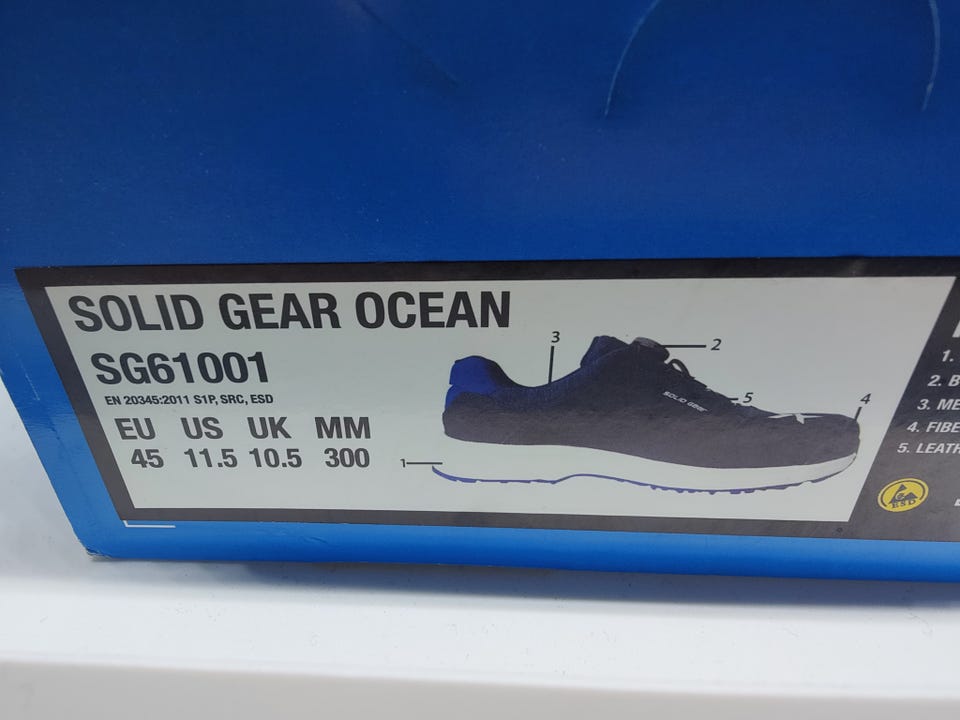 SOLID GEAR OCEAN
SG61001
EN 20345:2011 S1P, SRC, ESD
EU US UK MM
45 11.5 10.5 300
1
2
3
4
5
SOLID GEAR
1.
2. B
3. ME
4. FIBE
5. LEATH
ESD